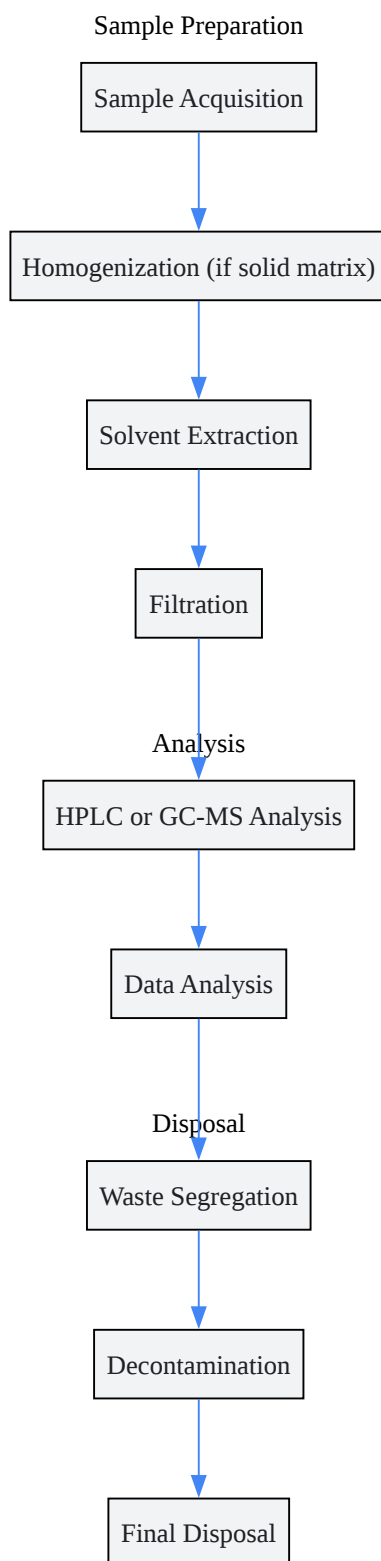 Sample Preparation
Sample Acquisition
Homogenization (if solid matrix)
Solvent Extraction
Filtration
Analysis
HPLC or GC-MS Analysis
Data Analysis
Disposal
Waste Segregation
Decontamination
Final Disposal